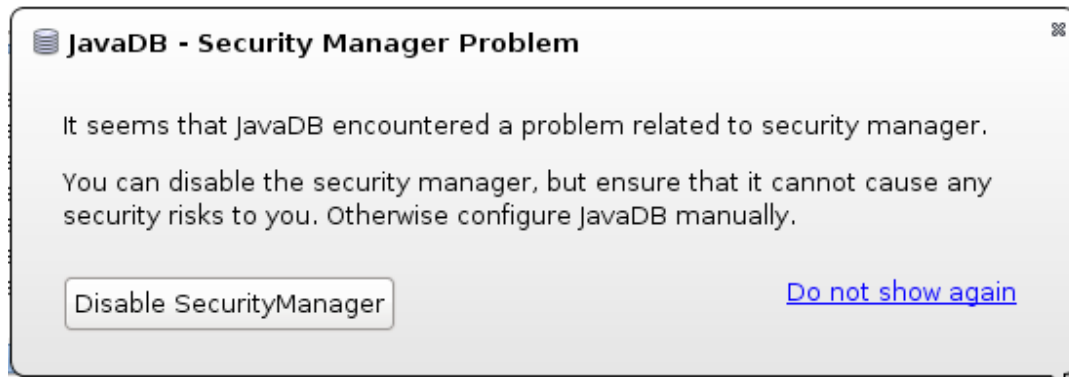 JavaDB - Security Manager Problem
It seems that JavaDB encountered a problem related to security manager.
You can disable the security manager, but ensure that it cannot cause any
security risks to you. Otherwise configure JavaDB manually.
Disable SecurityManager
Do not show again